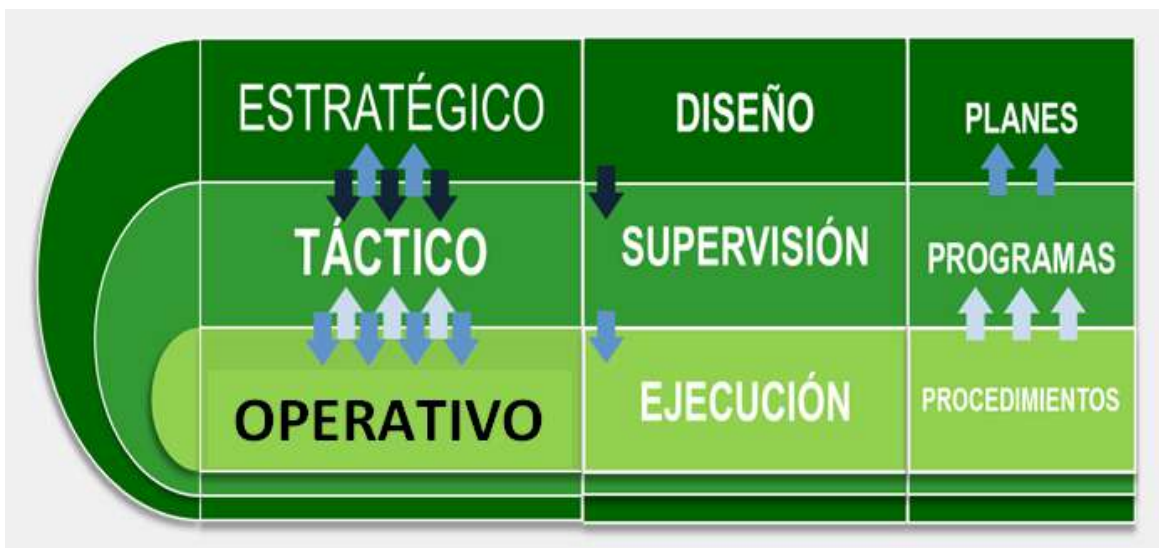 ESTRATÉGICO DISEÑO PLANES
TÁCTICO SUPERVISIÓN PROGRAMAS
OPERATIVO EJECUCIÓN PROCEDIMIENTOS